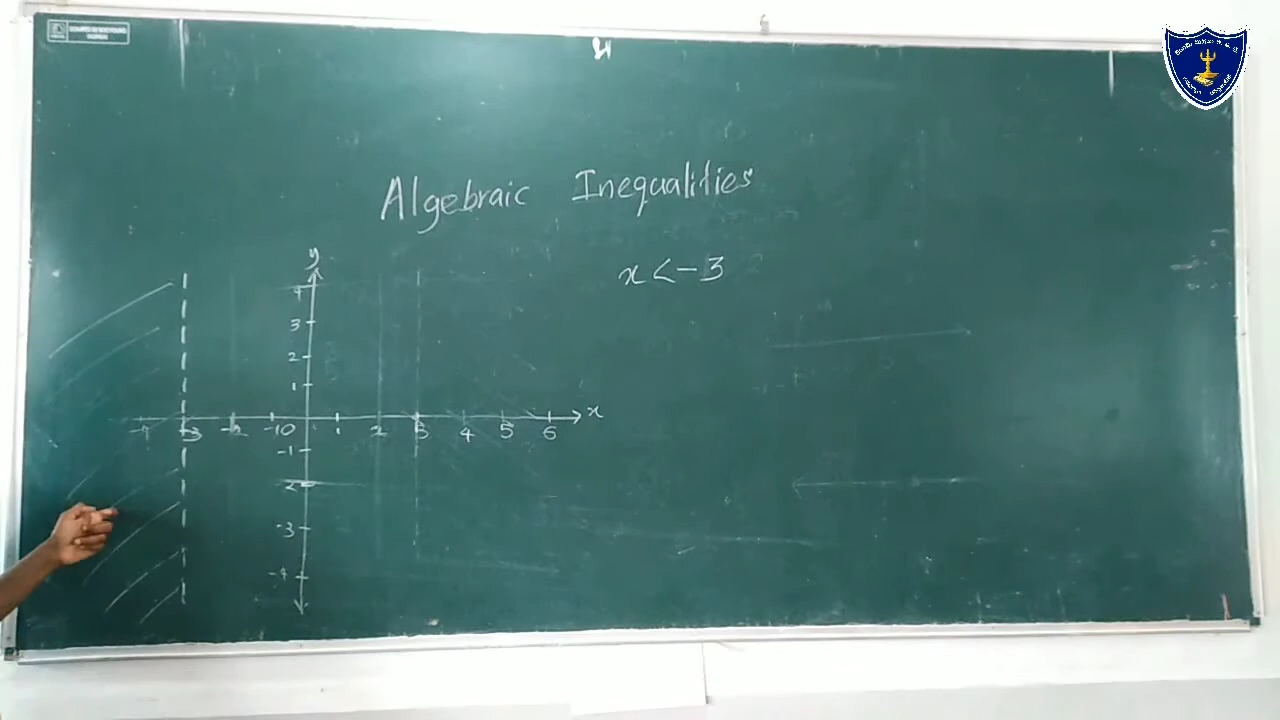 Algebraic Inequalities
x < -3
y
4
3
2
1
-4 -3 -2 -1 0 1 2 3 4 5 6 x
-1
-2
-3
-4